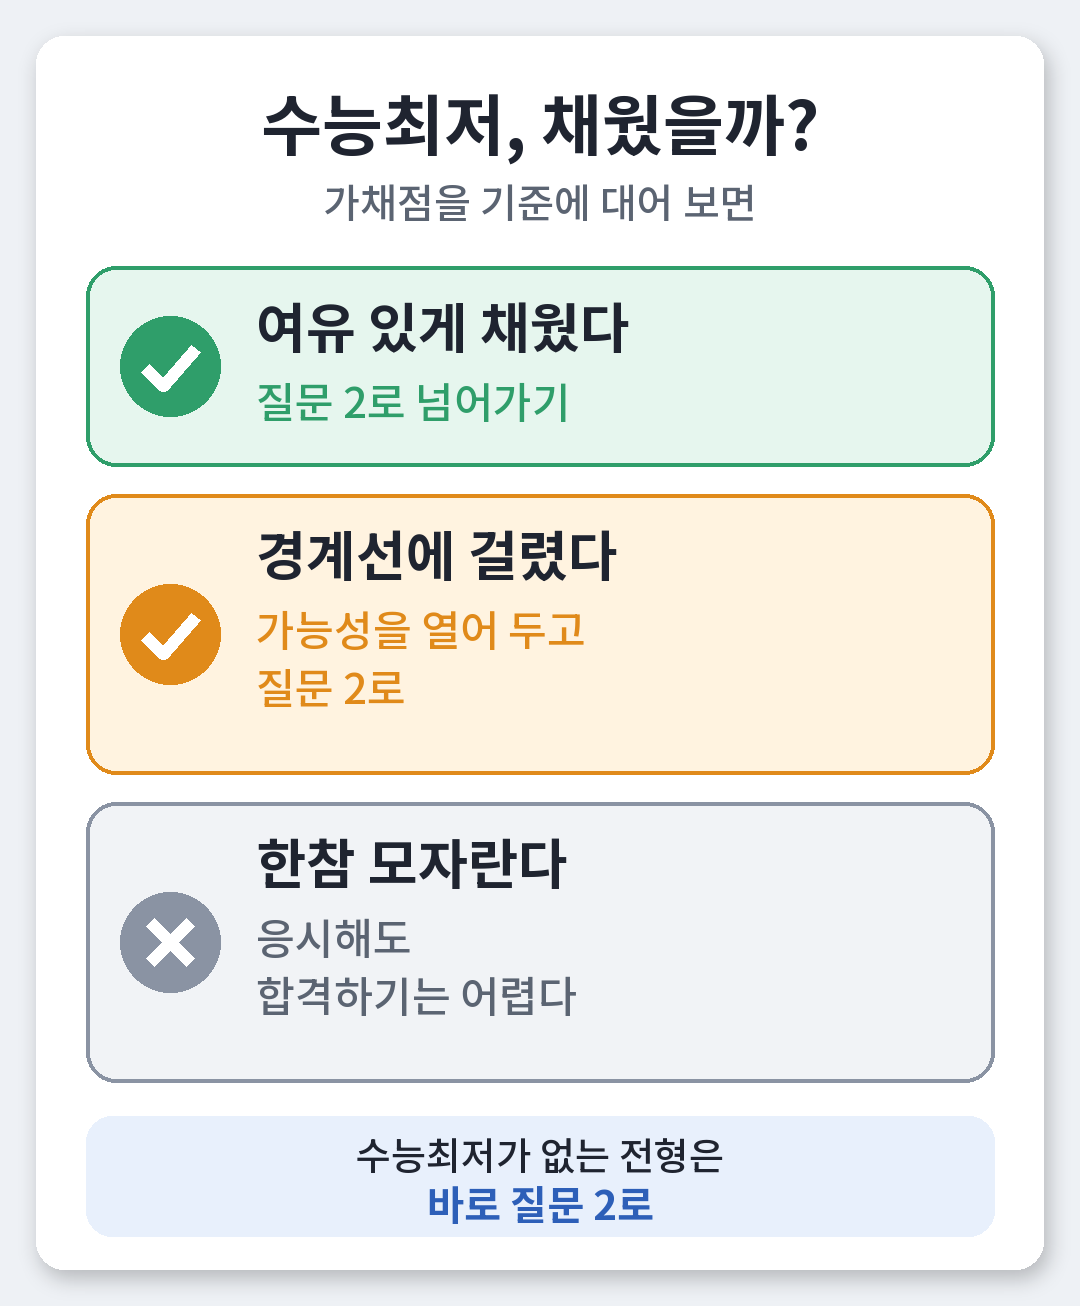 수능최저, 채웠을까?
가채점을 기준에 대어 보면
여유 있게 채웠다
질문 2로 넘어가기
경계선에 걸렸다
가능성을 열어 두고
질문 2로
한참 모자란다
응시해도
합격하기는 어렵다
수능최저가 없는 전형은
바로 질문 2로